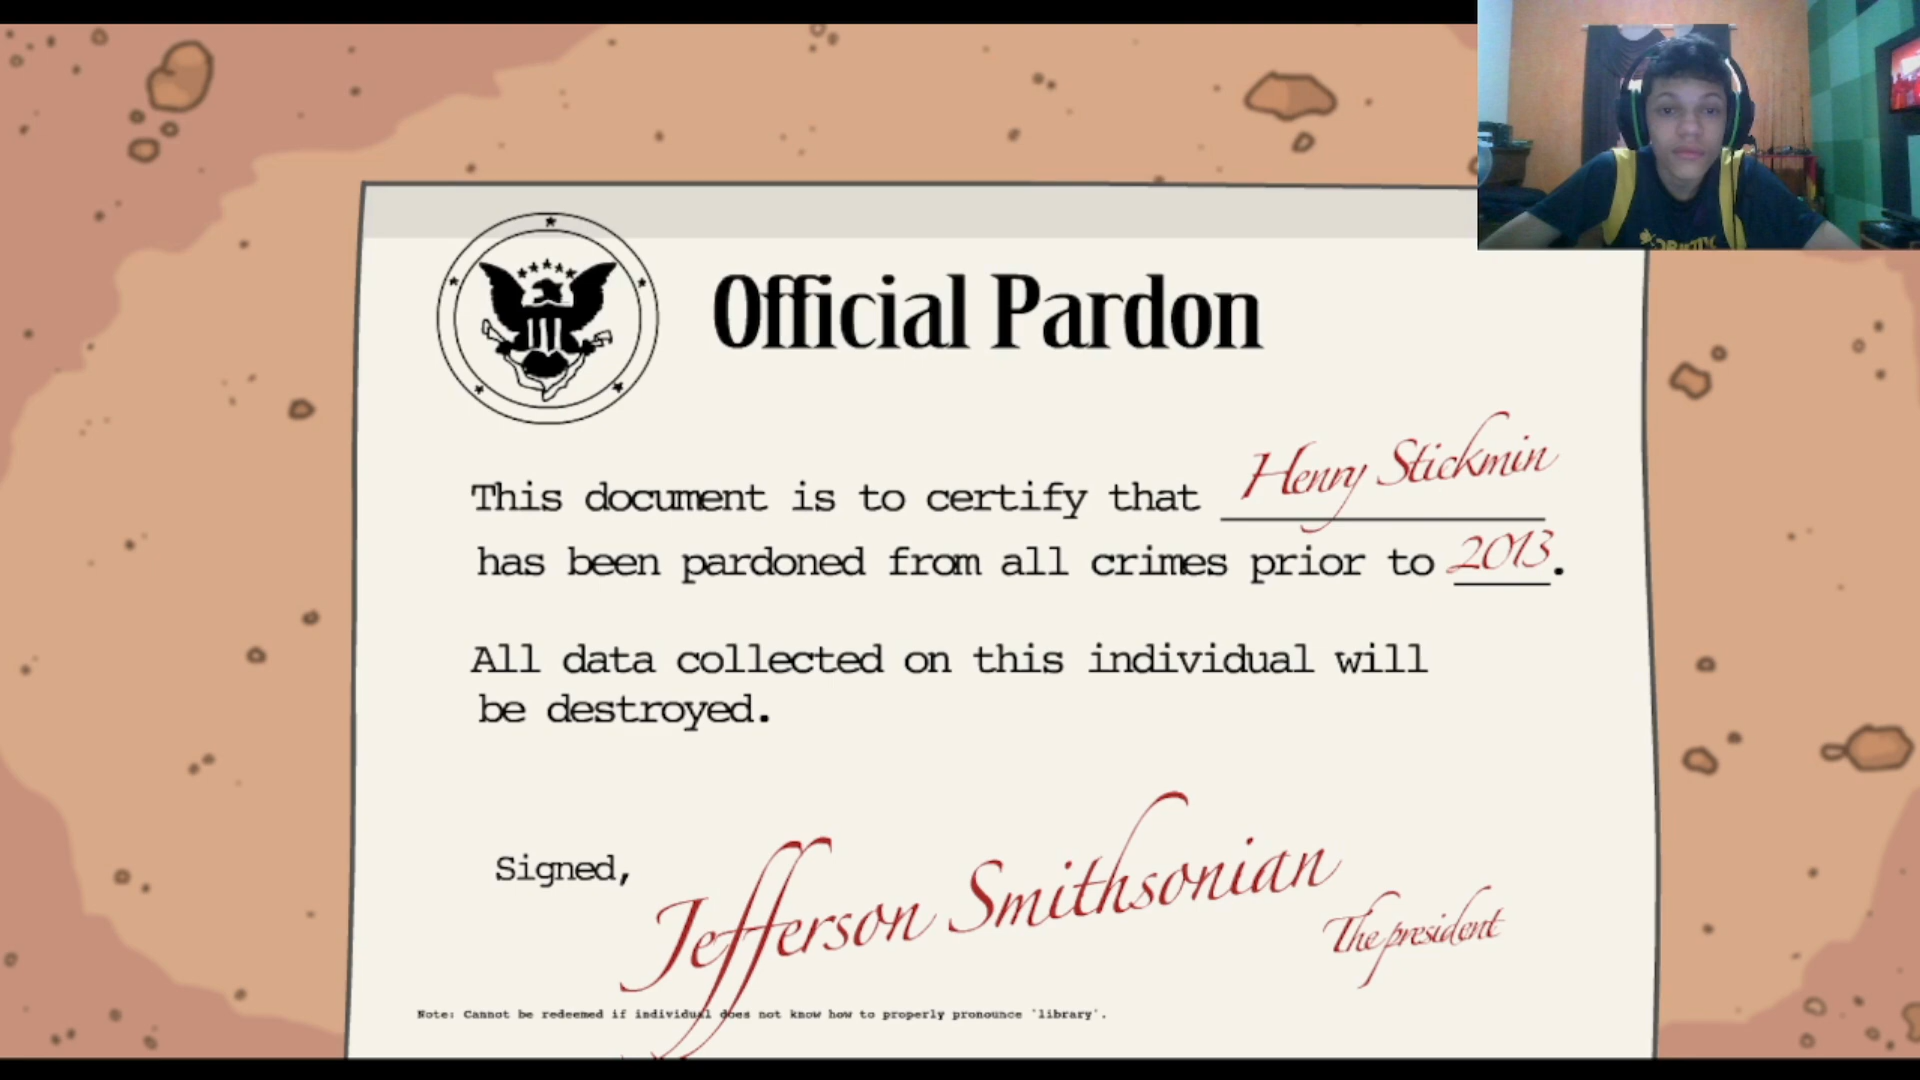 Official Pardon
This document is to certify that Henry Stickmin
has been pardoned from all crimes prior to 2013.
All data collected on this individual will
be destroyed.
Signed,
Jefferson Smithsonian
The president
Note: Cannot be redeemed if individual does not know how to properly pronounce 'library'.